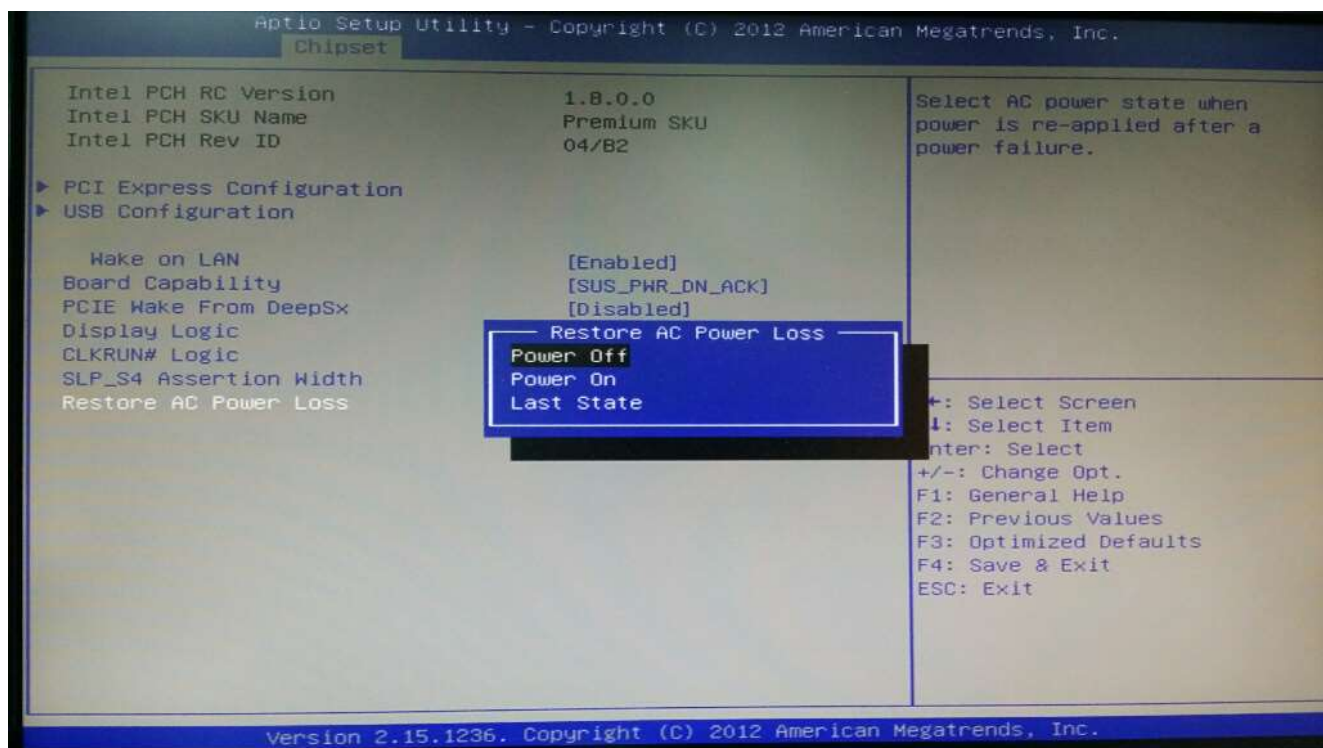 Aptio Setup Utility - Copyright (C) 2012 American Megatrends, Inc.
Chipset
Intel PCH RC Version 1.8.0.0
Intel PCH SKU Name Premium SKU
Intel PCH Rev ID 04/B2
PCI Express Configuration
USB Configuration
Wake on LAN [Enabled]
Board Capability [SUS_PWR_DN_ACK]
PCIE Wake From DeepSx [Disabled]
Display Logic
CLKRUN# Logic
SLP_S4 Assertion Width
Restore AC Power Loss
Restore AC Power Loss
Power Off
Power On
Last State
Select AC power state when
power is re-applied after a
power failure.
: Select Screen
: Select Item
nter: Select
+/-: Change Opt.
F1: General Help
F2: Previous Values
F3: Optimized Defaults
F4: Save & Exit
ESC: Exit
Version 2.15.1236. Copyright (C) 2012 American Megatrends, Inc.